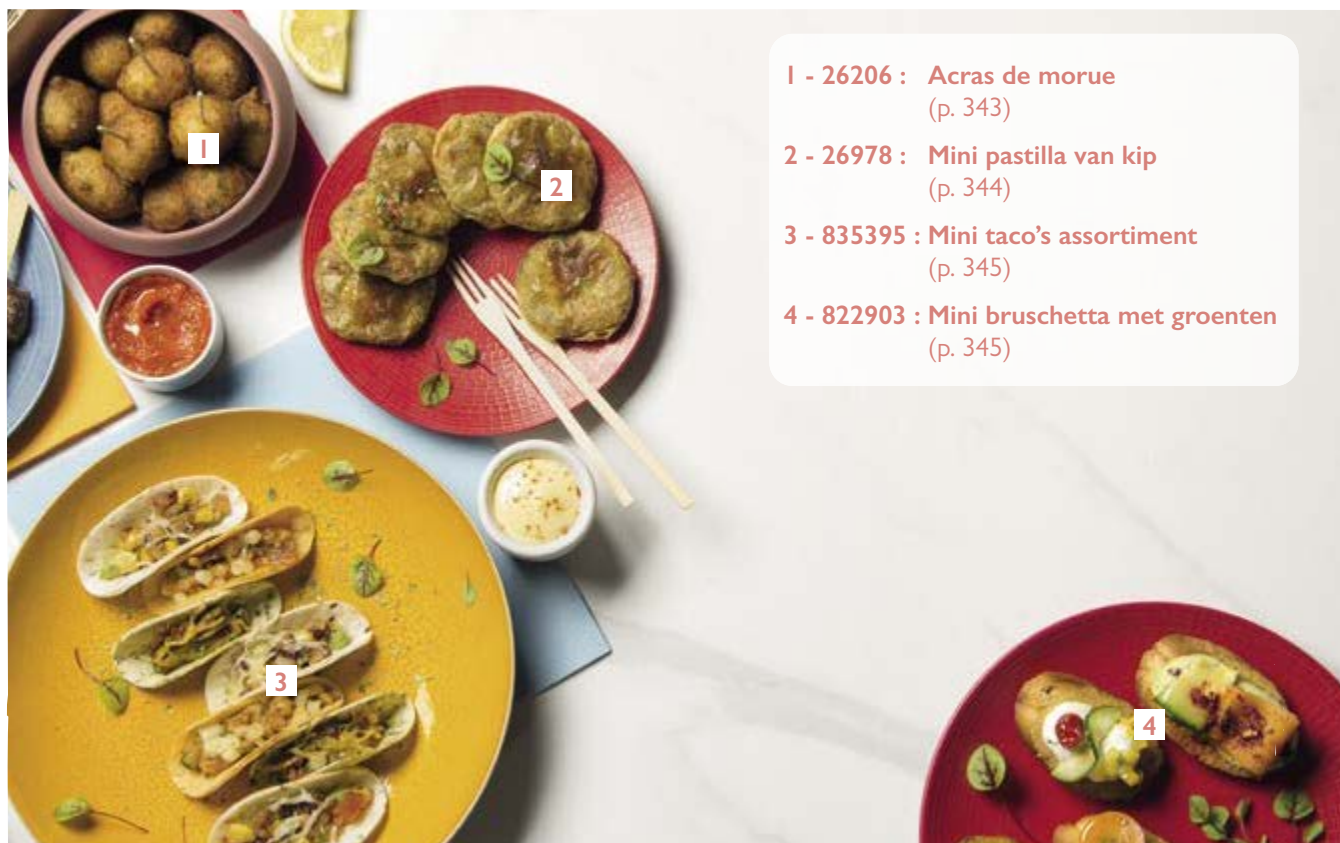 1 - 26206 : Acras de morue
(p. 343)
2 - 26978 : Mini pastilla van kip
(p. 344)
3 - 835395 : Mini taco's assortiment
(p. 345)
4 - 822903 : Mini bruschetta met groenten
(p. 345)
1
2
3
4